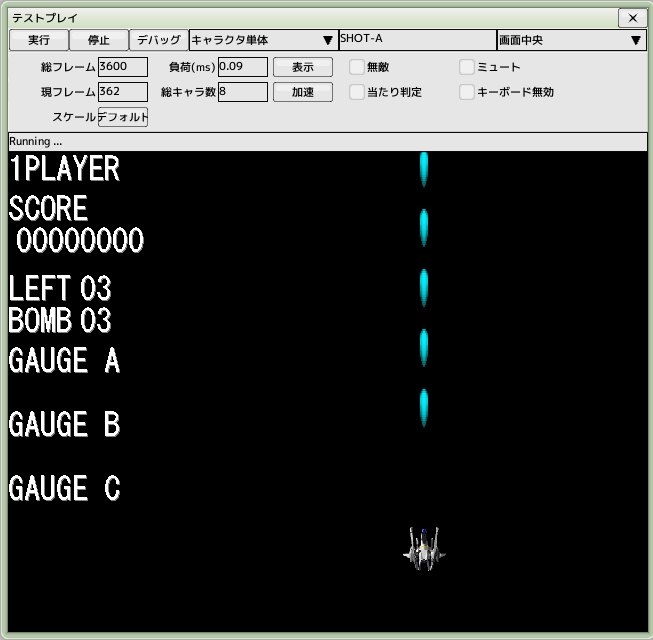 テストプレイ
実行 停止 デバッグ キャラクタ単体 ▼ SHOT-A 画面中央 ▼
総フレーム 3600 負荷(ms) 0.09 表示 無敵 ミュート
現フレーム 362 総キャラ数 8 加速 当たり判定 キーボード無効
スケール デフォルト
Running ...
1PLAYER
SCORE
00000000
LEFT 03
BOMB 03
GAUGE A
GAUGE B
GAUGE C